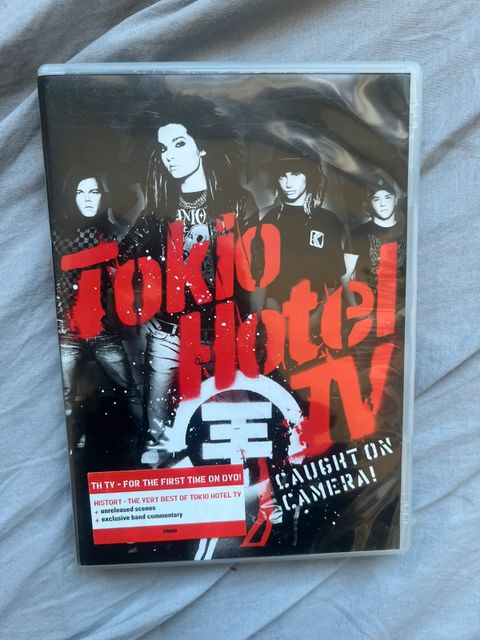 Tokio
Hotel
TV
CAUGHT ON
CAMERA!
TH TV - FOR THE FIRST TIME ON DVD!
HISTORY - THE VERY BEST OF TOKIO HOTEL TV
+ unreleased scenes
+ exclusive band commentary